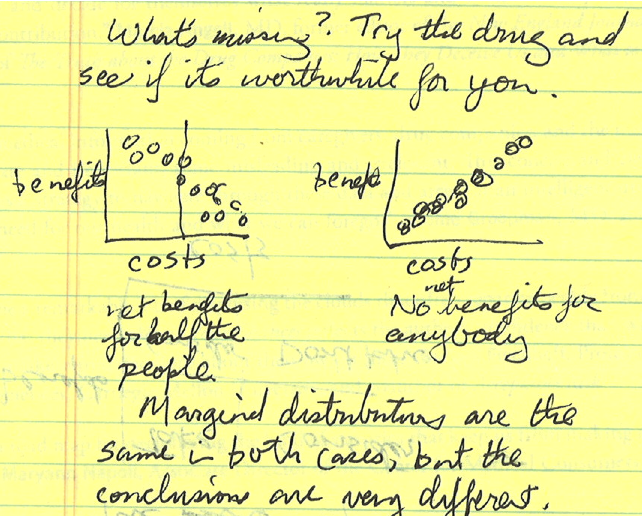 What's missing? Try the drug and
see if it's worthwhile for you.
benefits
costs
net benefits
for half the
people.
benefit
costs
net
No benefits for
anybody
Marginal distributions are the
same in both cases, but the
conclusions are very different.